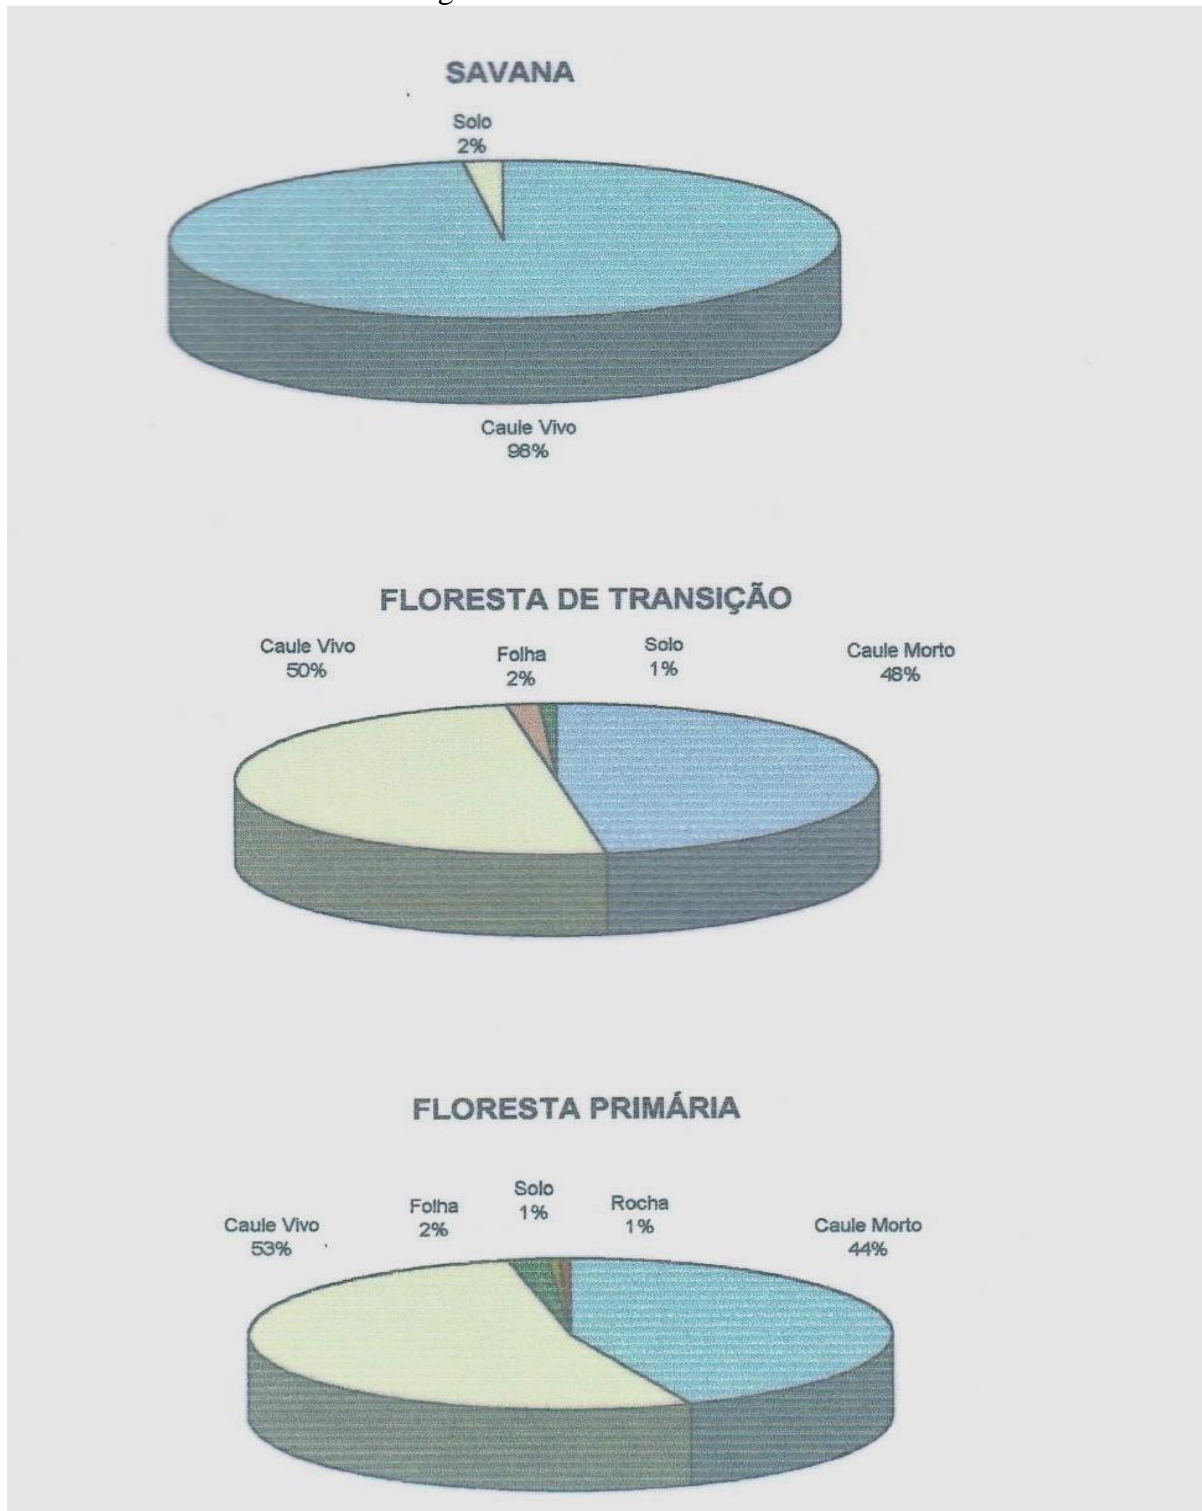 SAVANA
Solo
2%
Caule Vivo
98%
FLORESTA DE TRANSIÇÃO
Caule Vivo
50%
Folha
2%
Solo
1%
Caule Morto
48%
FLORESTA PRIMÁRIA
Caule Vivo
53%
Folha
2%
Solo
1%
Rocha
1%
Caule Morto
44%